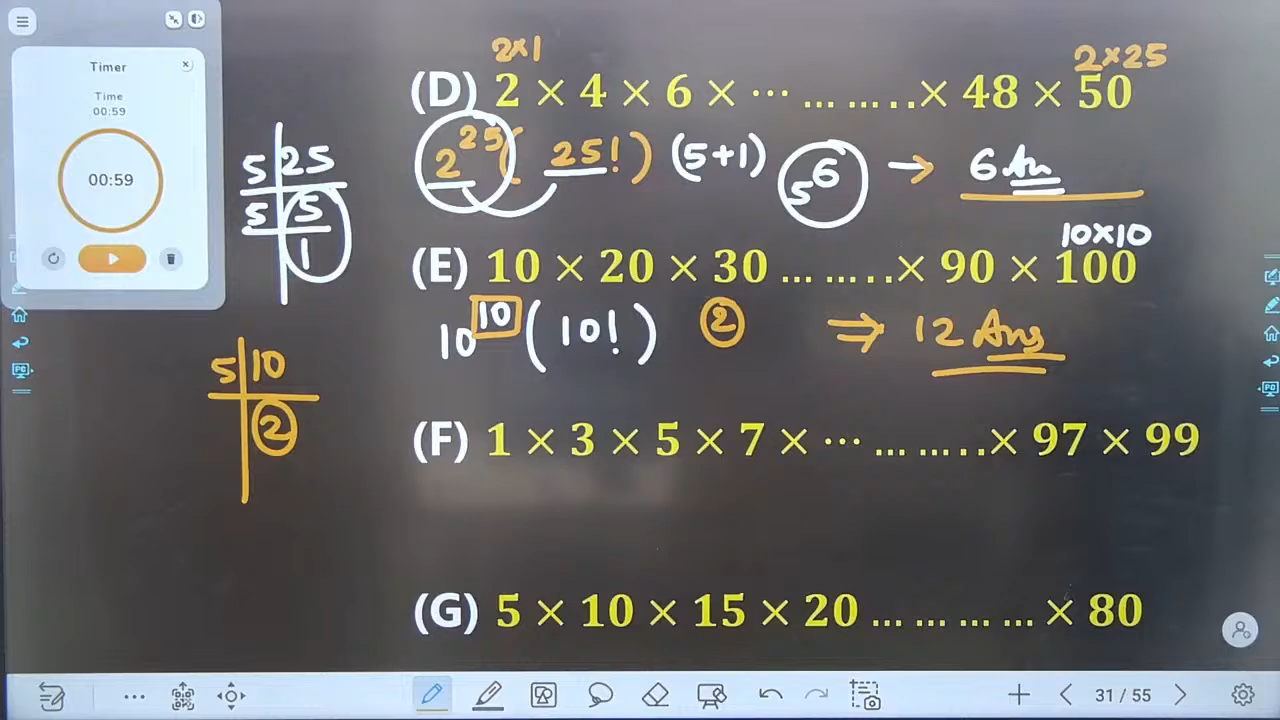 Timer
Time
00:59
00:59
2×1
2×25
(D) 2 × 4 × 6 × ⋯ … … . . × 48 × 50
2^25 ( 25! ) (5+1) 5^6 → 6 Ans
5 25
5 5
1
10×10
(E) 10 × 20 × 30 … … . . × 90 × 100
10^10 ( 10! ) 2 ⇒ 12 Ans
5 10
2
(F) 1 × 3 × 5 × 7 × ⋯ … … . . × 97 × 99
(G) 5 × 10 × 15 × 20 … … … … × 80
31 / 55